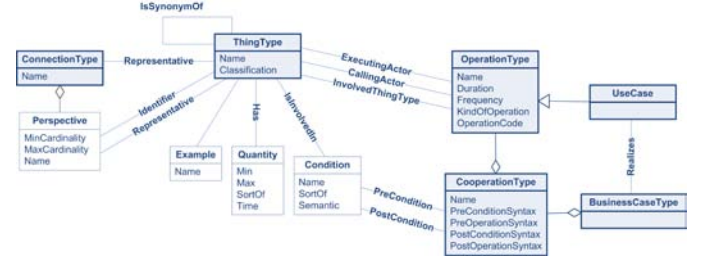 IsSynonymOf
ThingType
Name
Classification
ConnectionType
Name
Representative
Perspective
MinCardinality
MaxCardinality
Name
Identifier
Representative
Has
IsInvolvedIn
Example
Name
Quantity
Min
Max
SortOf
Time
Condition
Name
SortOf
Semantic
ExecutingActor
CallingActor
InvolvedThingType
OperationType
Name
Duration
Frequency
KindOfOperation
OperationCode
UseCase
Realizes
PreCondition
PostCondition
CooperationType
Name
PreConditionSyntax
PreOperationSyntax
PostConditionSyntax
PostOperationSyntax
BusinessCaseType